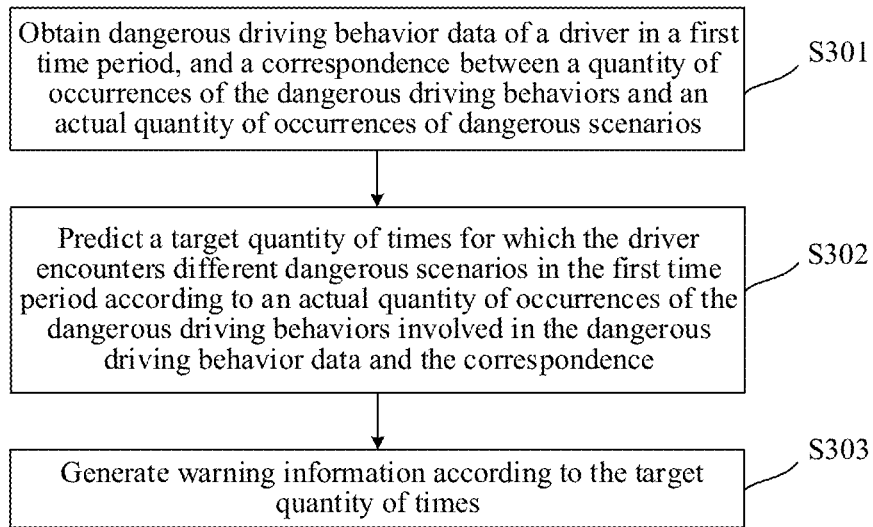 Obtain dangerous driving behavior data of a driver in a first
time period, and a correspondence between a quantity of
occurrences of the dangerous driving behaviors and an
actual quantity of occurrences of dangerous scenarios
S301
Predict a target quantity of times for which the driver
encounters different dangerous scenarios in the first time
period according to an actual quantity of occurrences of the
dangerous driving behaviors involved in the dangerous
driving behavior data and the correspondence
S302
Generate warning information according to the target
quantity of times
S303